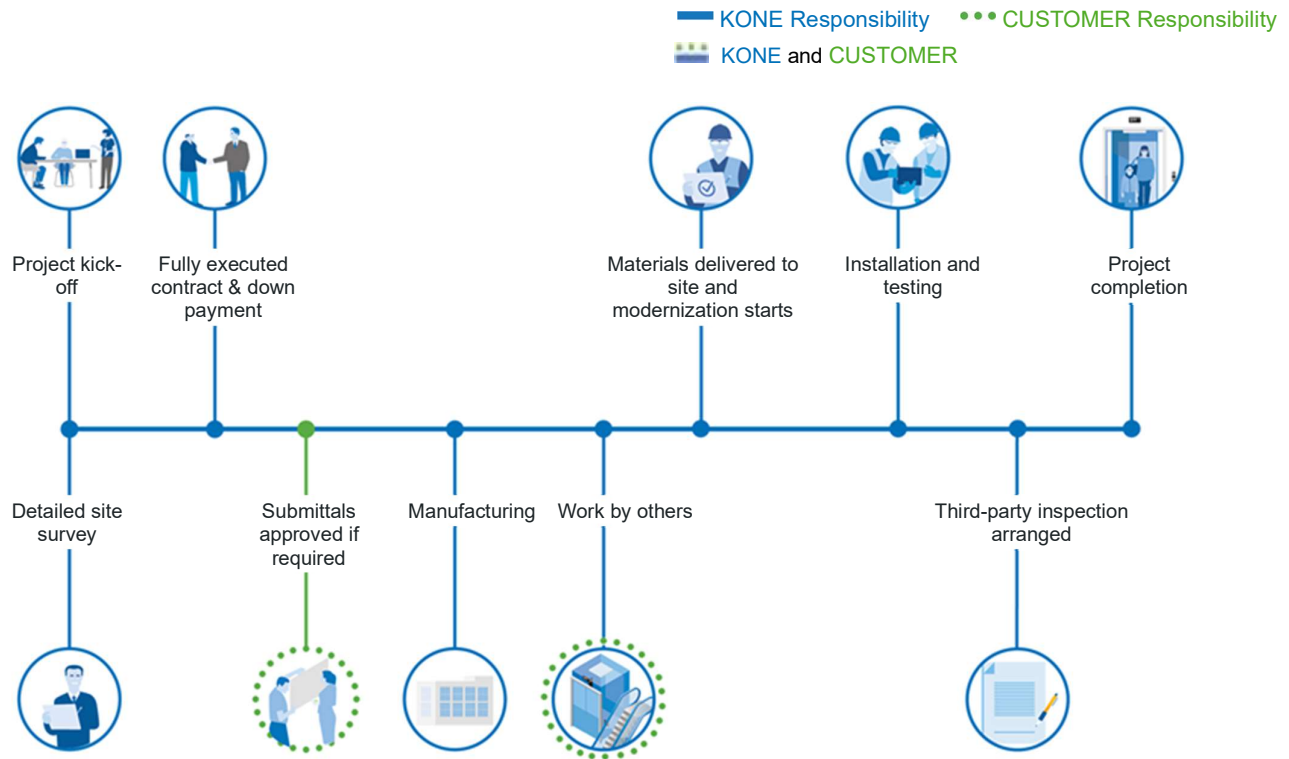 KONE Responsibility
CUSTOMER Responsibility
KONE and CUSTOMER
Project kick-
off
Fully executed
contract & down
payment
Materials delivered to
site and
modernization starts
Installation and
testing
Project
completion
Detailed site
survey
Submittals
approved if
required
Manufacturing
Work by others
Third-party inspection
arranged